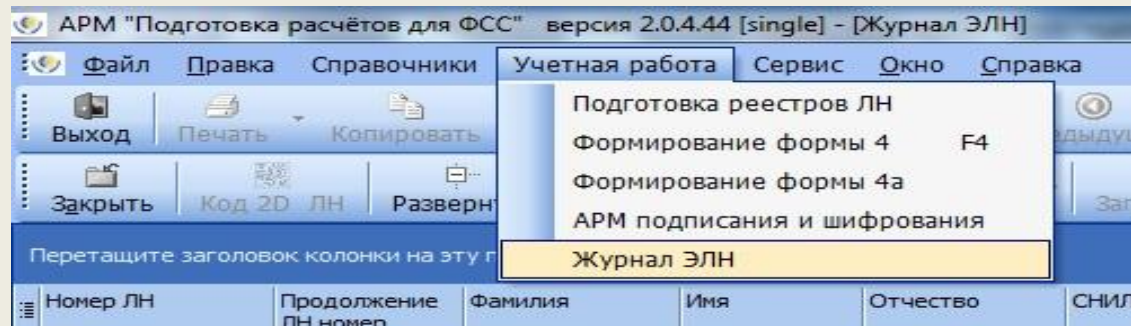 АРМ "Подготовка расчётов для ФСС" версия 2.0.4.44 [single] - [Журнал ЭЛН]
Файл Правка Справочники Учетная работа Сервис Окно Справка
Выход Печать Копировать
Подготовка реестров ЛН
Формирование формы 4 F4
Формирование формы 4а
АРМ подписания и шифрования
Журнал ЭЛН
Закрыть Код 2D ЛН
Перетащите заголовок колонки на эту
Номер ЛН Продолжение ЛН номер Фамилия Имя Отчество